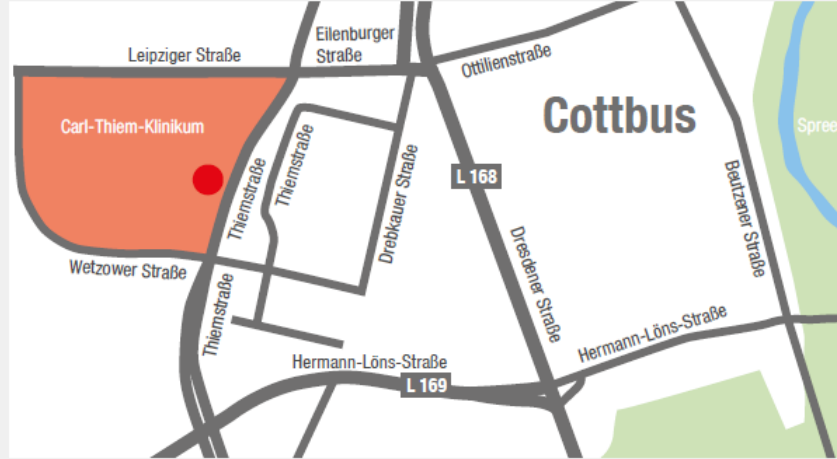 Leipziger Straße
Eilenburger
Straße
Ottilienstraße
Carl-Thiem-Klinikum
Cottbus
Spree
Thiemstraße
Thiemstraße
Drebkauer Straße
L 168
Beutzener Straße
Wetzower Straße
Thiemstraße
Dresdener Straße
Hermann-Löns-Straße
Hermann-Löns-Straße
L 169